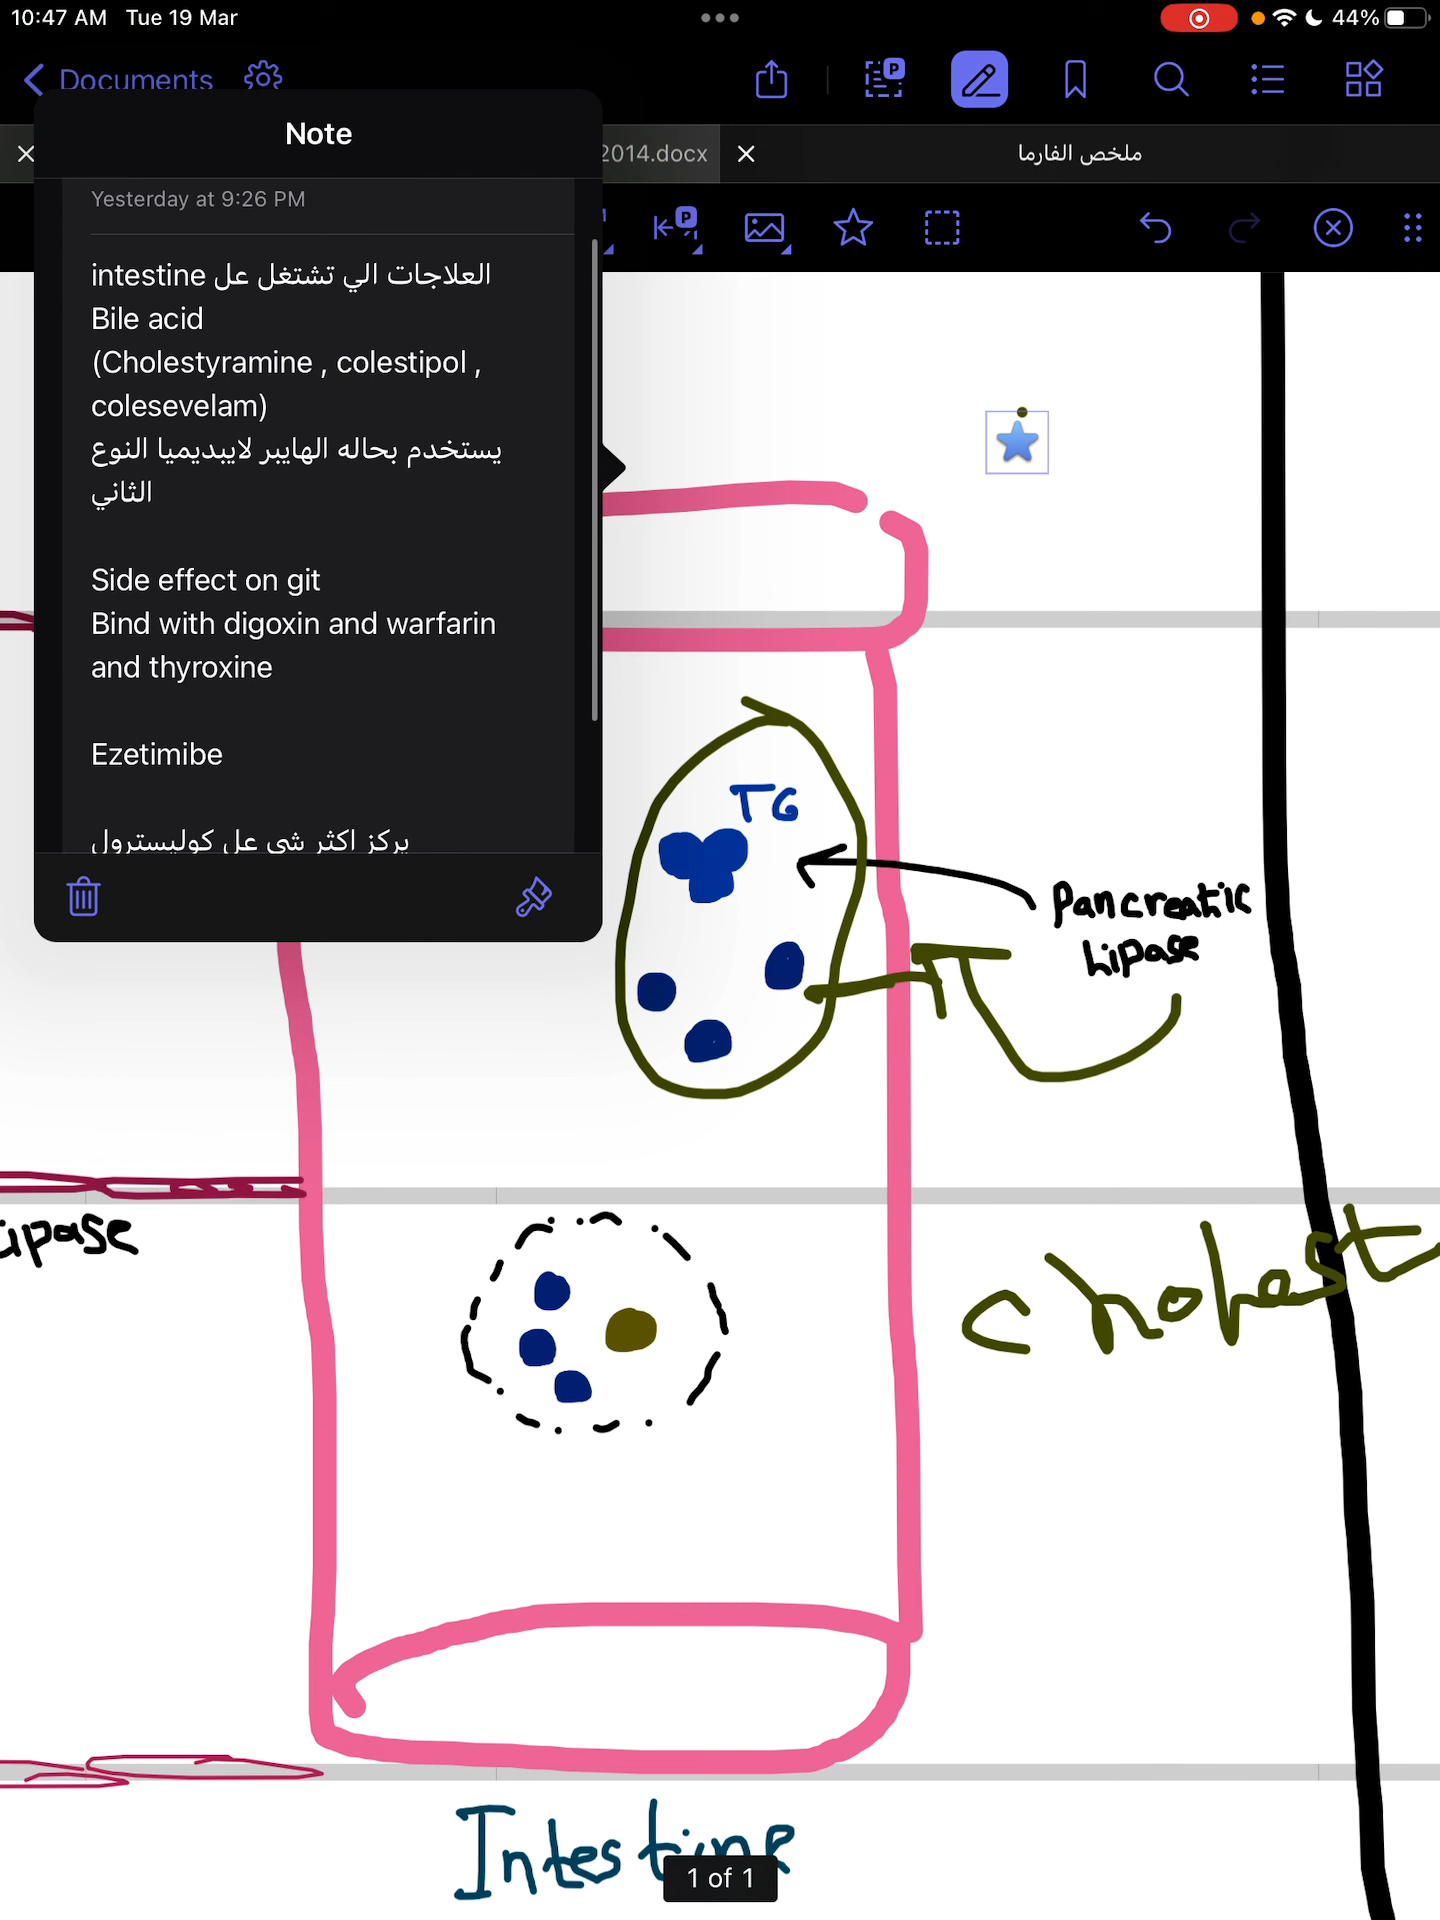 10:47 AM Tue 19 Mar
44%
Documents
P
2014.docx
ملخص الفارما
P
Note
Yesterday at 9:26 PM
العلاجات الي تشتغل عل intestine
Bile acid
(Cholestyramine , colestipol ,
colesevelam)
يستخدم بحاله الهايبر لايبديميا النوع
الثاني
Side effect on git
Bind with digoxin and warfarin
and thyroxine
Ezetimibe
يركز اكثر شي عل كوليسترول
TG
Pancreatic
Lipase
ipase
cholest
Intestine
1 of 1